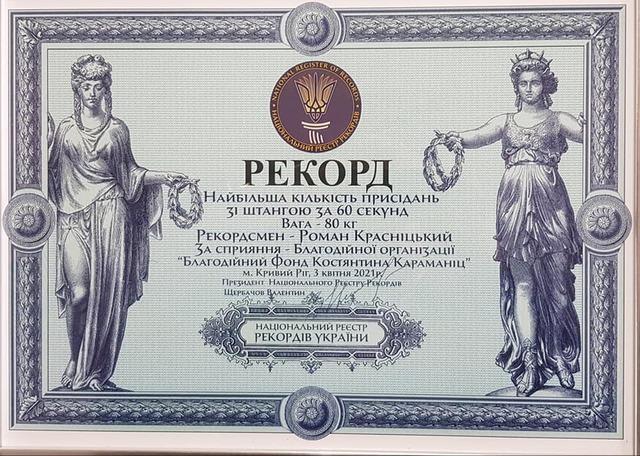 NATIONAL REGISTER OF RECORDS
НАЦІОНАЛЬНИЙ РЕЄСТР РЕКОРДІВ
РЕКОРД
Найбільша кількість присідань
зі штангою за 60 секунд
Вага - 80 кг
Рекордсмен - Роман Красніцький
За сприяння - Благодійної організації
"Благодійний Фонд Костянтина Караманіц"
м. Кривий Ріг, 3 квітня 2021р.
Президент Національного Реєстру Рекордів
Щербачов Валентин
НАЦІОНАЛЬНИЙ РЕЄСТР
РЕКОРДІВ УКРАЇНИ